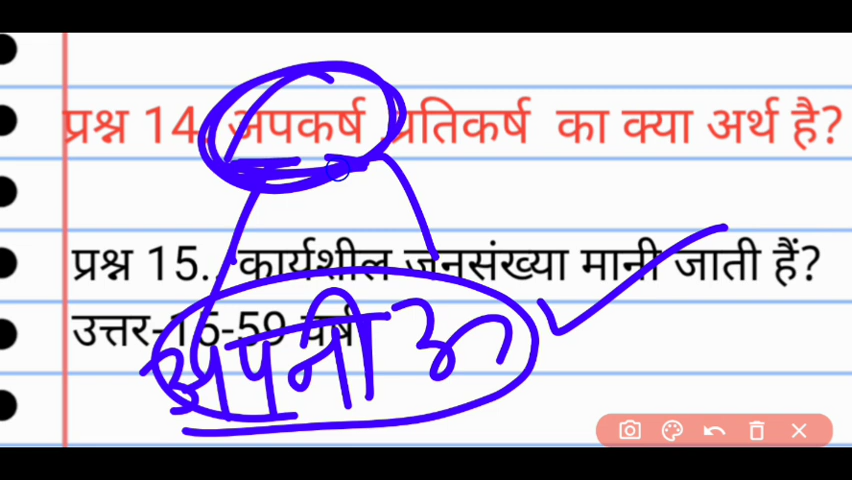 प्रश्न 14. अपकर्ष प्रतिकर्ष का क्या अर्थ है?
प्रश्न 15.. कार्यशील जनसंख्या मानी जाती हैं?
उत्तर-15-59 वर्ष
अपनी